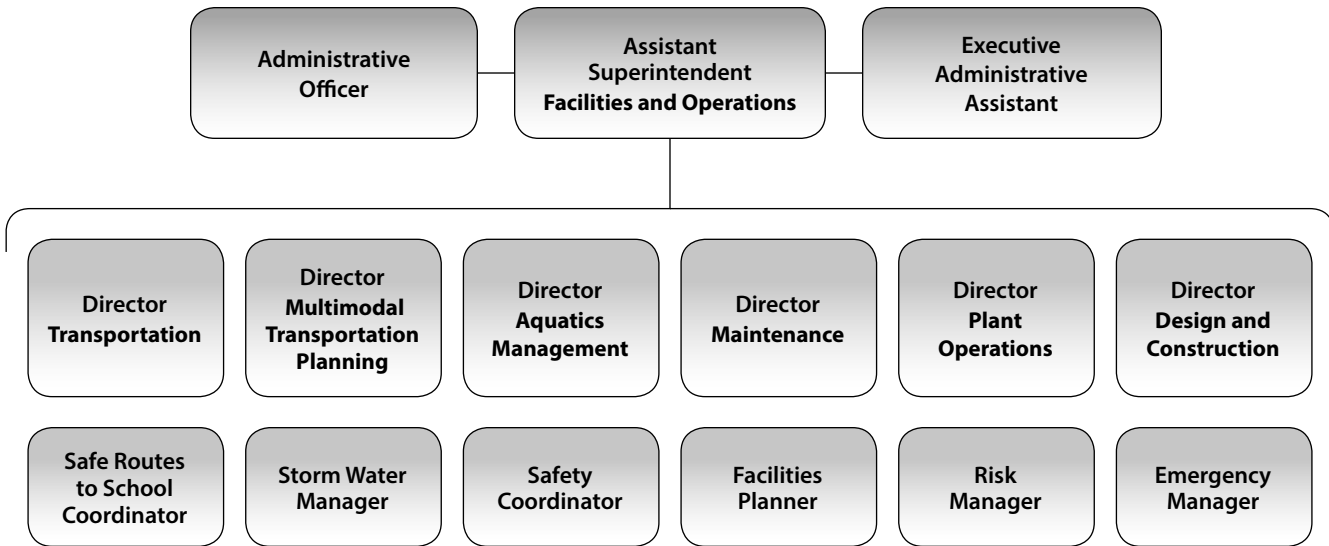 Administrative
Officer
Assistant
Superintendent
Facilities and Operations
Executive
Administrative
Assistant
Director
Transportation
Director
Multimodal
Transportation
Planning
Director
Aquatics
Management
Director
Maintenance
Director
Plant
Operations
Director
Design and
Construction
Safe Routes
to School
Coordinator
Storm Water
Manager
Safety
Coordinator
Facilities
Planner
Risk
Manager
Emergency
Manager